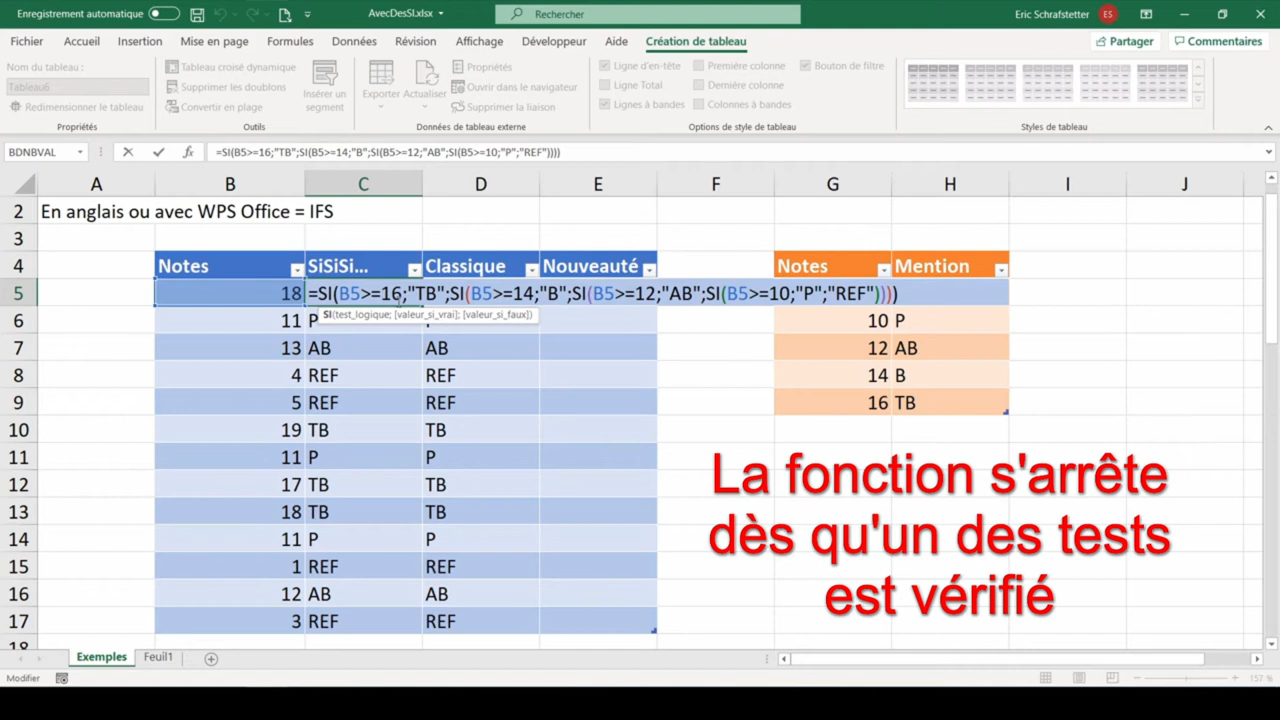 Enregistrement automatique
AvecDesSI.xlsx
Rechercher
Eric Schrafstetter
ES
Fichier Accueil Insertion Mise en page Formules Données Révision Affichage Développeur Aide Création de tableau Partager Commentaires
Nom du tableau :
Tableau6
Redimensionner le tableau
Propriétés
Tableau croisé dynamique
Supprimer les doublons
Convertir en plage
Insérer un segment
Outils
Exporter Actualiser
Propriétés
Ouvrir dans le navigateur
Supprimer la liaison
Données de tableau externe
Ligne d'en-tête Première colonne Bouton de filtre
Ligne Total Dernière colonne
Lignes à bandes Colonnes à bandes
Options de style de tableau
Styles de tableau
BDNBVAL fx =SI(B5>=16;"TB";SI(B5>=14;"B";SI(B5>=12;"AB";SI(B5>=10;"P";"REF"))))
A B C D E F G H I J
2 En anglais ou avec WPS Office = IFS
3
4 Notes SiSiSi... Classique Nouveauté Notes Mention
5 18 =SI(B5>=16;"TB";SI(B5>=14;"B";SI(B5>=12;"AB";SI(B5>=10;"P";"REF"))))
SI(test_logique; [valeur_si_vrai]; [valeur_si_faux])
6 11 P 10 P
7 13 AB AB 12 AB
8 4 REF REF 14 B
9 5 REF REF 16 TB
10 19 TB TB
11 11 P P
12 17 TB TB
13 18 TB TB
14 11 P P
15 1 REF REF
16 12 AB AB
17 3 REF REF
18
La fonction s'arrête
dès qu'un des tests
est vérifié
Exemples Feuil1
Modifier
157 %